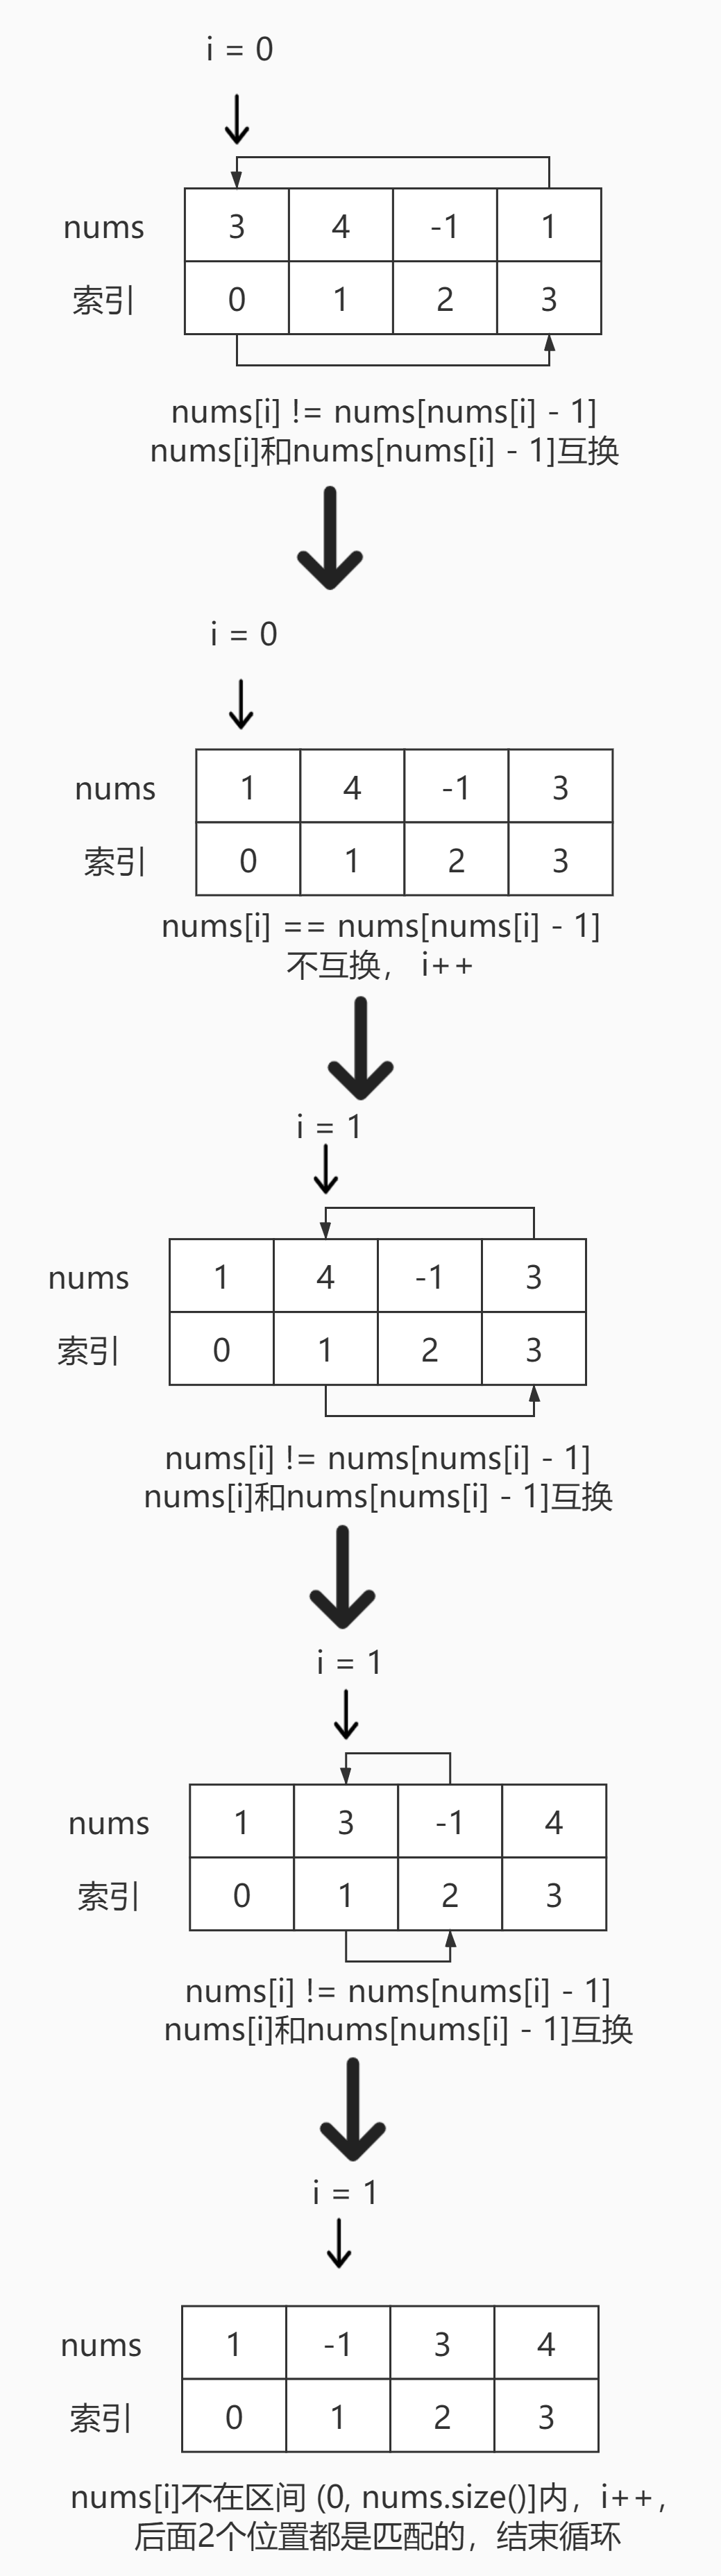 i = 0
nums 3 4 -1 1
索引 0 1 2 3
nums[i] != nums[nums[i] - 1]
nums[i]和nums[nums[i] - 1]互换
i = 0
nums 1 4 -1 3
索引 0 1 2 3
nums[i] == nums[nums[i] - 1]
不互换， i++
i = 1
nums 1 4 -1 3
索引 0 1 2 3
nums[i] != nums[nums[i] - 1]
nums[i]和nums[nums[i] - 1]互换
i = 1
nums 1 3 -1 4
索引 0 1 2 3
nums[i] != nums[nums[i] - 1]
nums[i]和nums[nums[i] - 1]互换
i = 1
nums 1 -1 3 4
索引 0 1 2 3
nums[i]不在区间 (0, nums.size()]内，i++，
后面2个位置都是匹配的，结束循环